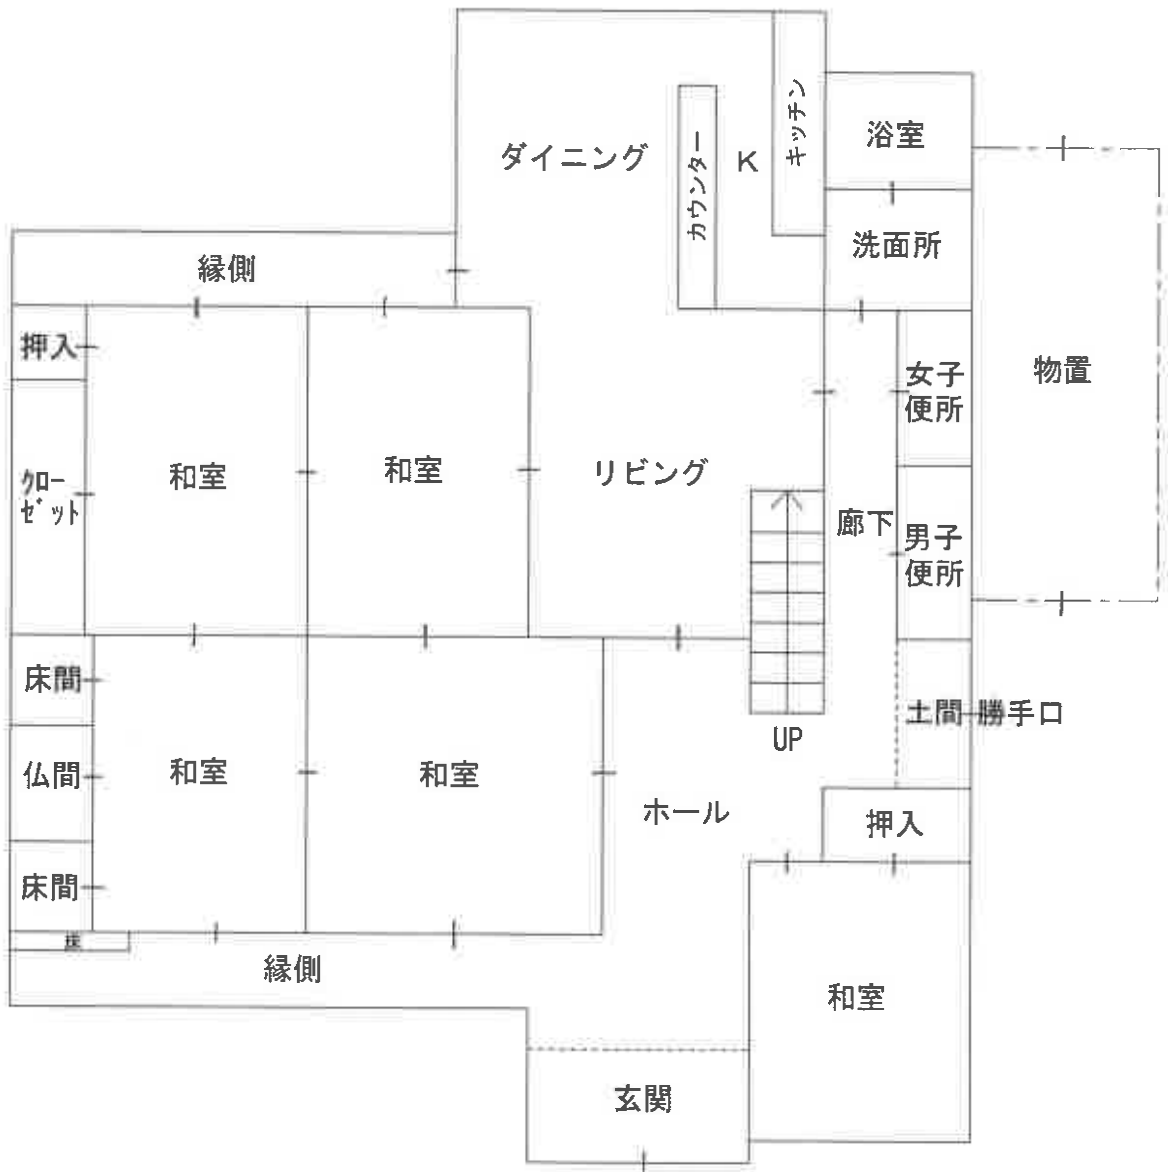 ダイニング
カウンター
K
キッチン
浴室
洗面所
縁側
押入
クロー
ゼット
和室
和室
リビング
廊下
女子
便所
男子
便所
物置
床間
仏間
床間
床
和室
和室
ホール
UP
土間
勝手口
押入
縁側
和室
玄関